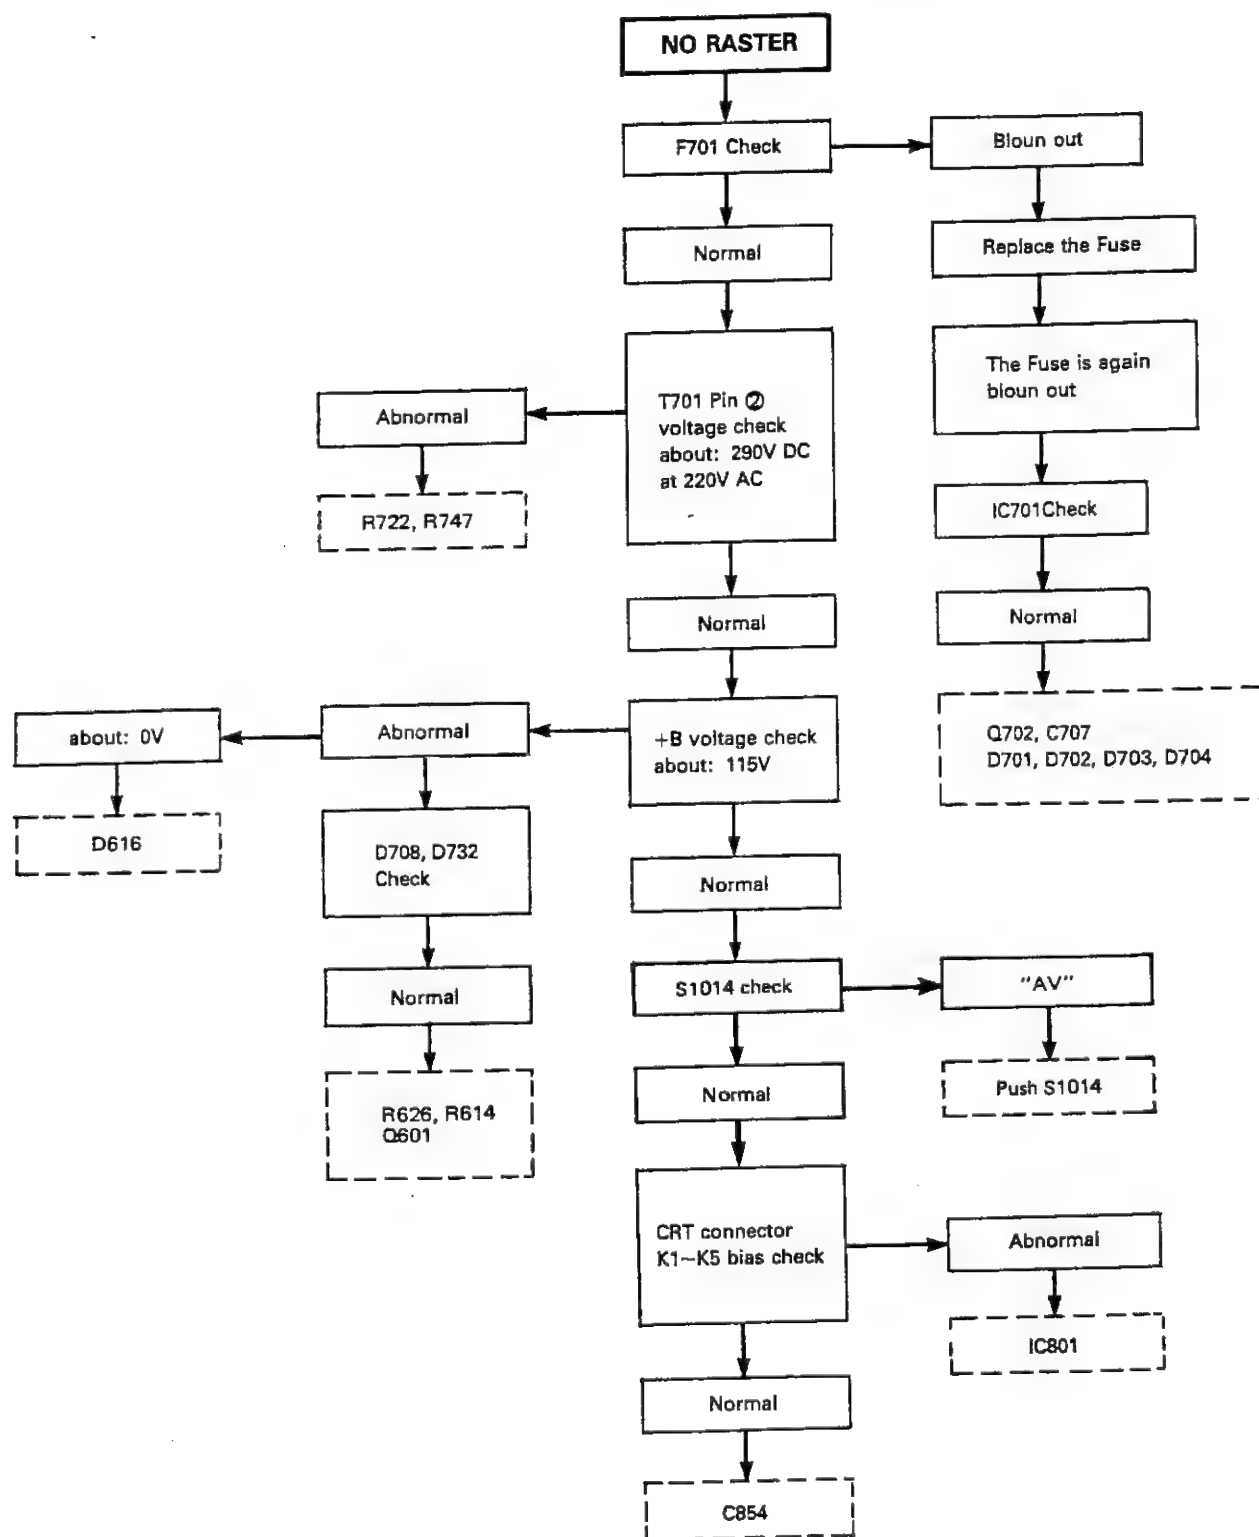 NO RASTER
F701 Check
Bloun out
Normal
Replace the Fuse
The Fuse is again
bloun out
T701 Pin ②
voltage check
about: 290V DC
at 220V AC
Abnormal
R722, R747
IC701Check
Normal
Normal
Q702, C707
D701, D702, D703, D704
+B voltage check
about: 115V
Abnormal
about: 0V
D616
D708, D732
Check
Normal
R626, R614
Q601
Normal
S1014 check
"AV"
Push S1014
Normal
CRT connector
K1~K5 bias check
Abnormal
IC801
Normal
C854